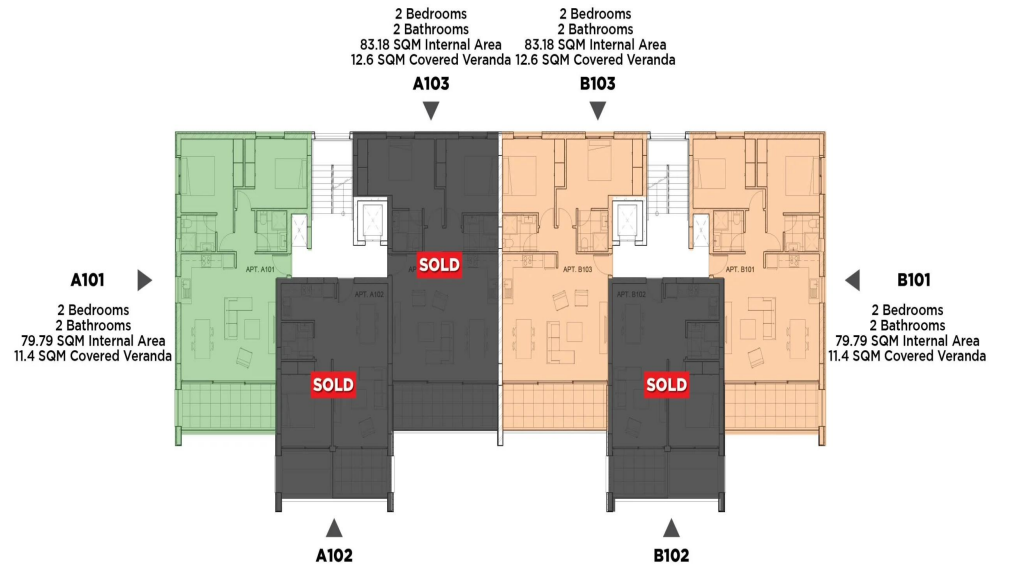 2 Bedrooms
2 Bathrooms
83.18 SQM Internal Area
12.6 SQM Covered Veranda
A103
2 Bedrooms
2 Bathrooms
83.18 SQM Internal Area
12.6 SQM Covered Veranda
B103
A101
2 Bedrooms
2 Bathrooms
79.79 SQM Internal Area
11.4 SQM Covered Veranda
APT. A101
SOLD
APT. B103
APT. B101
APT. A102
APT. B102
SOLD
SOLD
B101
2 Bedrooms
2 Bathrooms
79.79 SQM Internal Area
11.4 SQM Covered Veranda
A102
B102